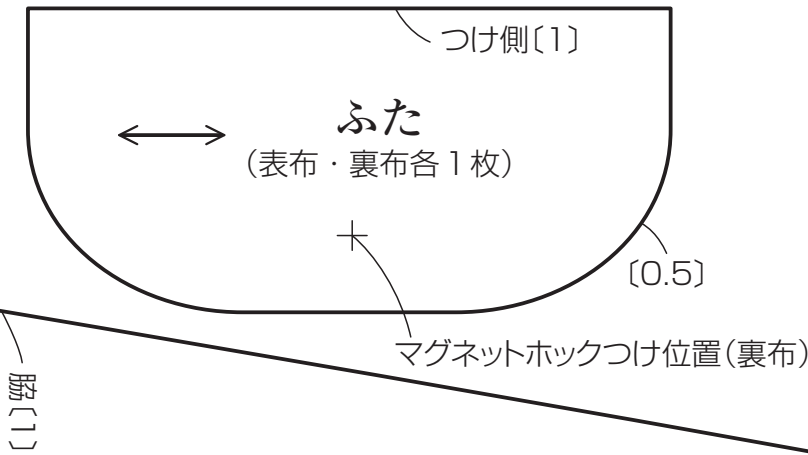 つけ側〔1〕
ふた
（表布・裏布各1枚）
〔0.5〕
マグネットホックつけ位置（裏布）
脇〔1〕